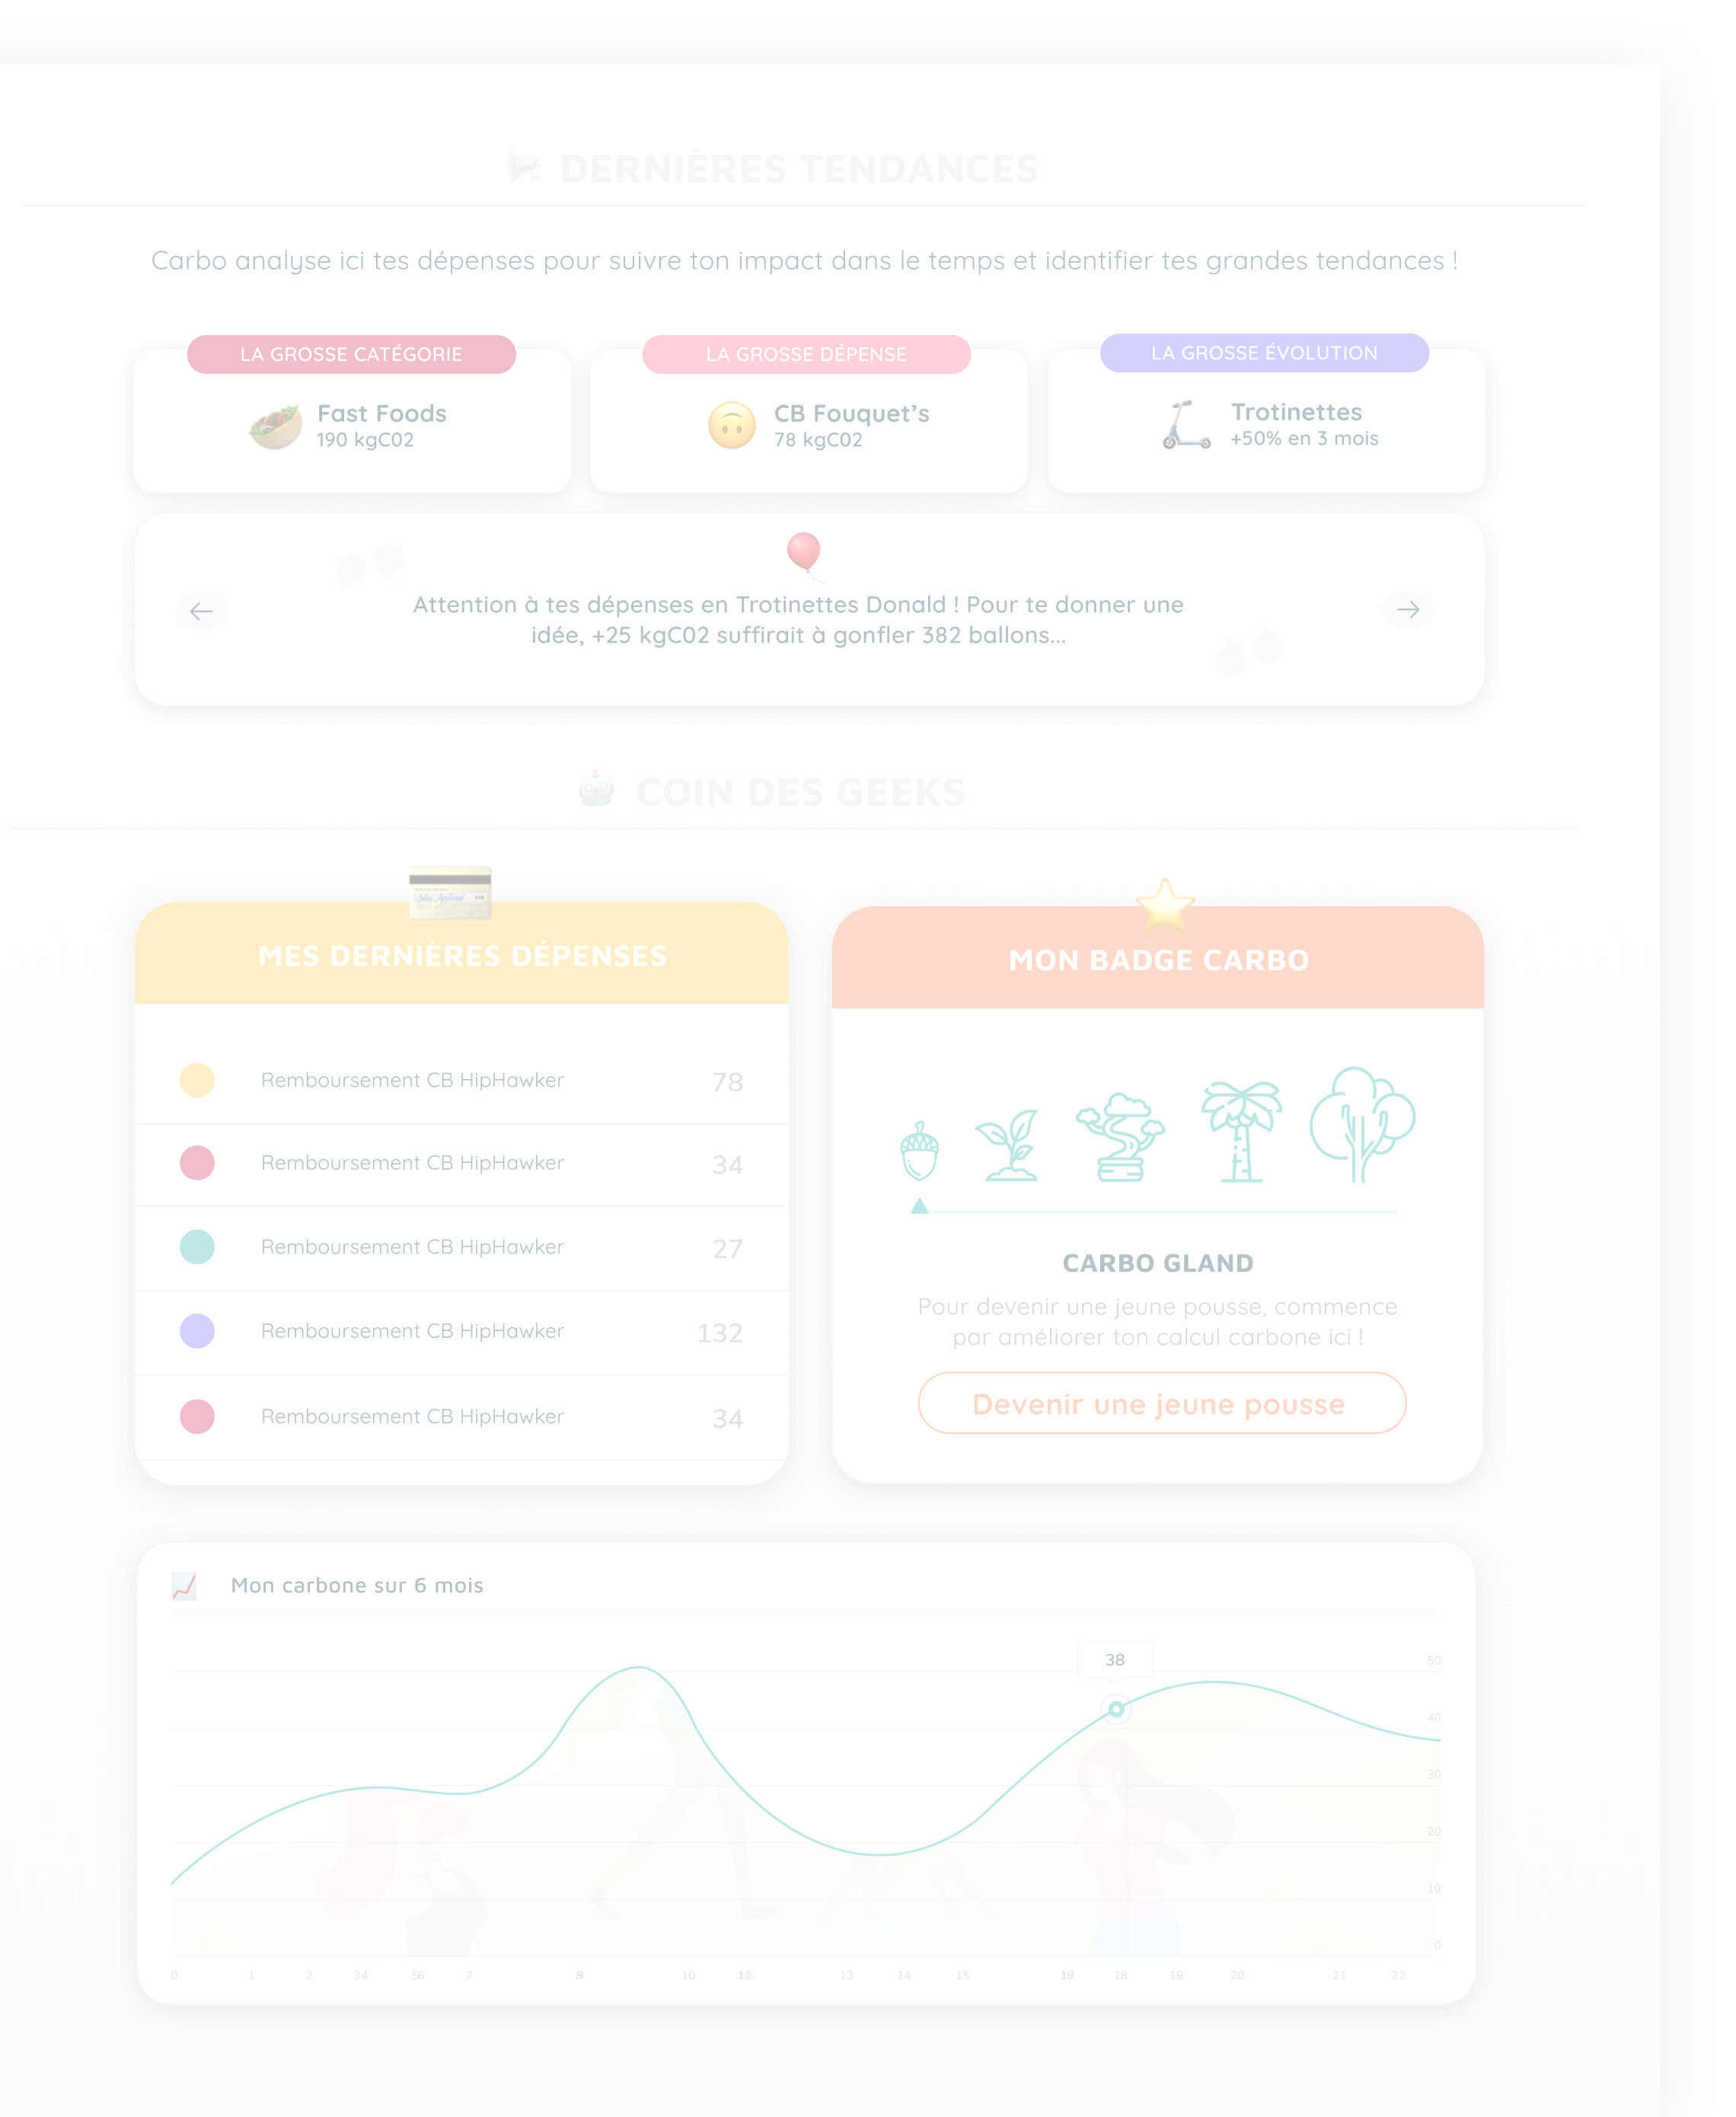 DERNIÈRES TENDANCES
Carbo analyse ici tes dépenses pour suivre ton impact dans le temps et identifier tes grandes tendances !
LA GROSSE CATÉGORIE
Fast Foods
190 kgC02
LA GROSSE DÉPENSE
CB Fouquet’s
78 kgC02
LA GROSSE ÉVOLUTION
Trotinettes
+50% en 3 mois
Attention à tes dépenses en Trotinettes Donald ! Pour te donner une
idée, +25 kgC02 suffirait à gonfler 382 ballons...
COIN DES GEEKS
MES DERNIÈRES DÉPENSES
Remboursement CB HipHawker 78
Remboursement CB HipHawker 34
Remboursement CB HipHawker 27
Remboursement CB HipHawker 132
Remboursement CB HipHawker 34
MON BADGE CARBO
CARBO GLAND
Pour devenir une jeune pousse, commence
par améliorer ton calcul carbone ici !
Devenir une jeune pousse
Mon carbone sur 6 mois
38
50
40
30
20
10
0
0 1 2 3 4 5 6 7 9 10 12 13 14 15 18 19 20 21 22